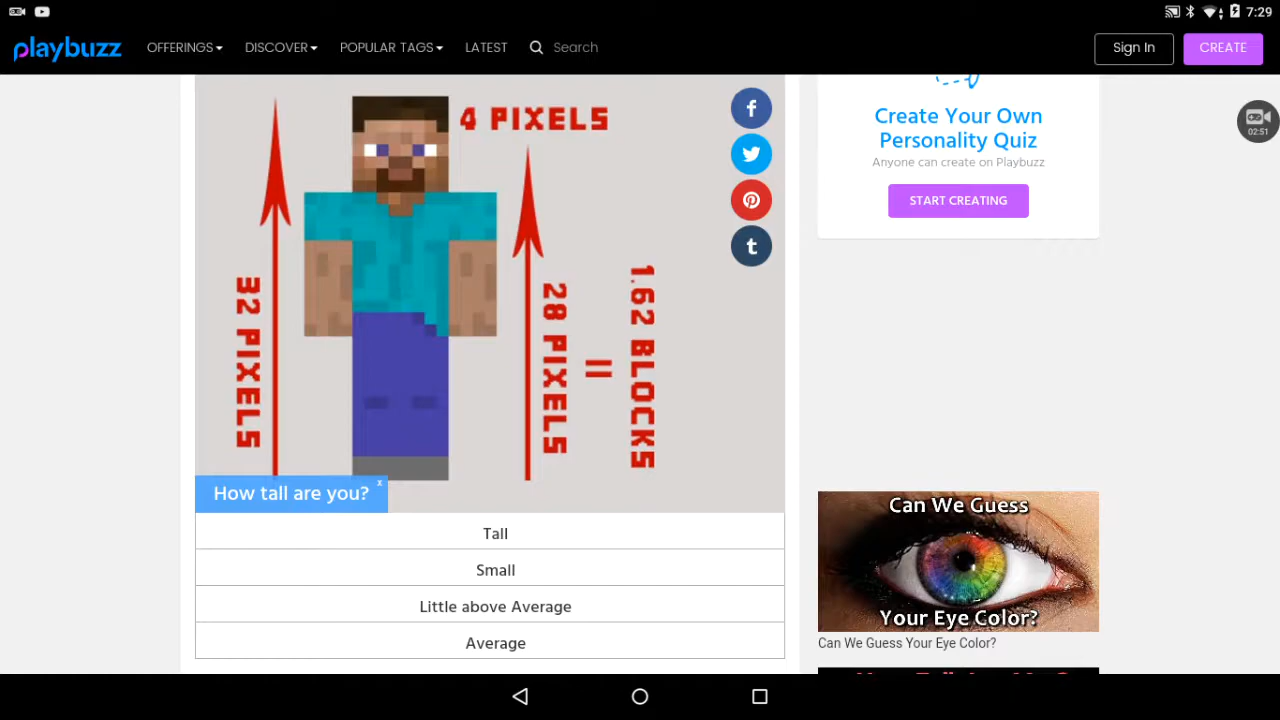 7:29
playbuzz
OFFERINGS
DISCOVER
POPULAR TAGS
LATEST
Search
Sign In
CREATE
4 PIXELS
32 PIXELS
28 PIXELS
=
1.62 BLOCKS
How tall are you?
x
Tall
Small
Little above Average
Average
Create Your Own
Personality Quiz
Anyone can create on Playbuzz
START CREATING
02:51
Can We Guess
Your Eye Color?
Can We Guess Your Eye Color?